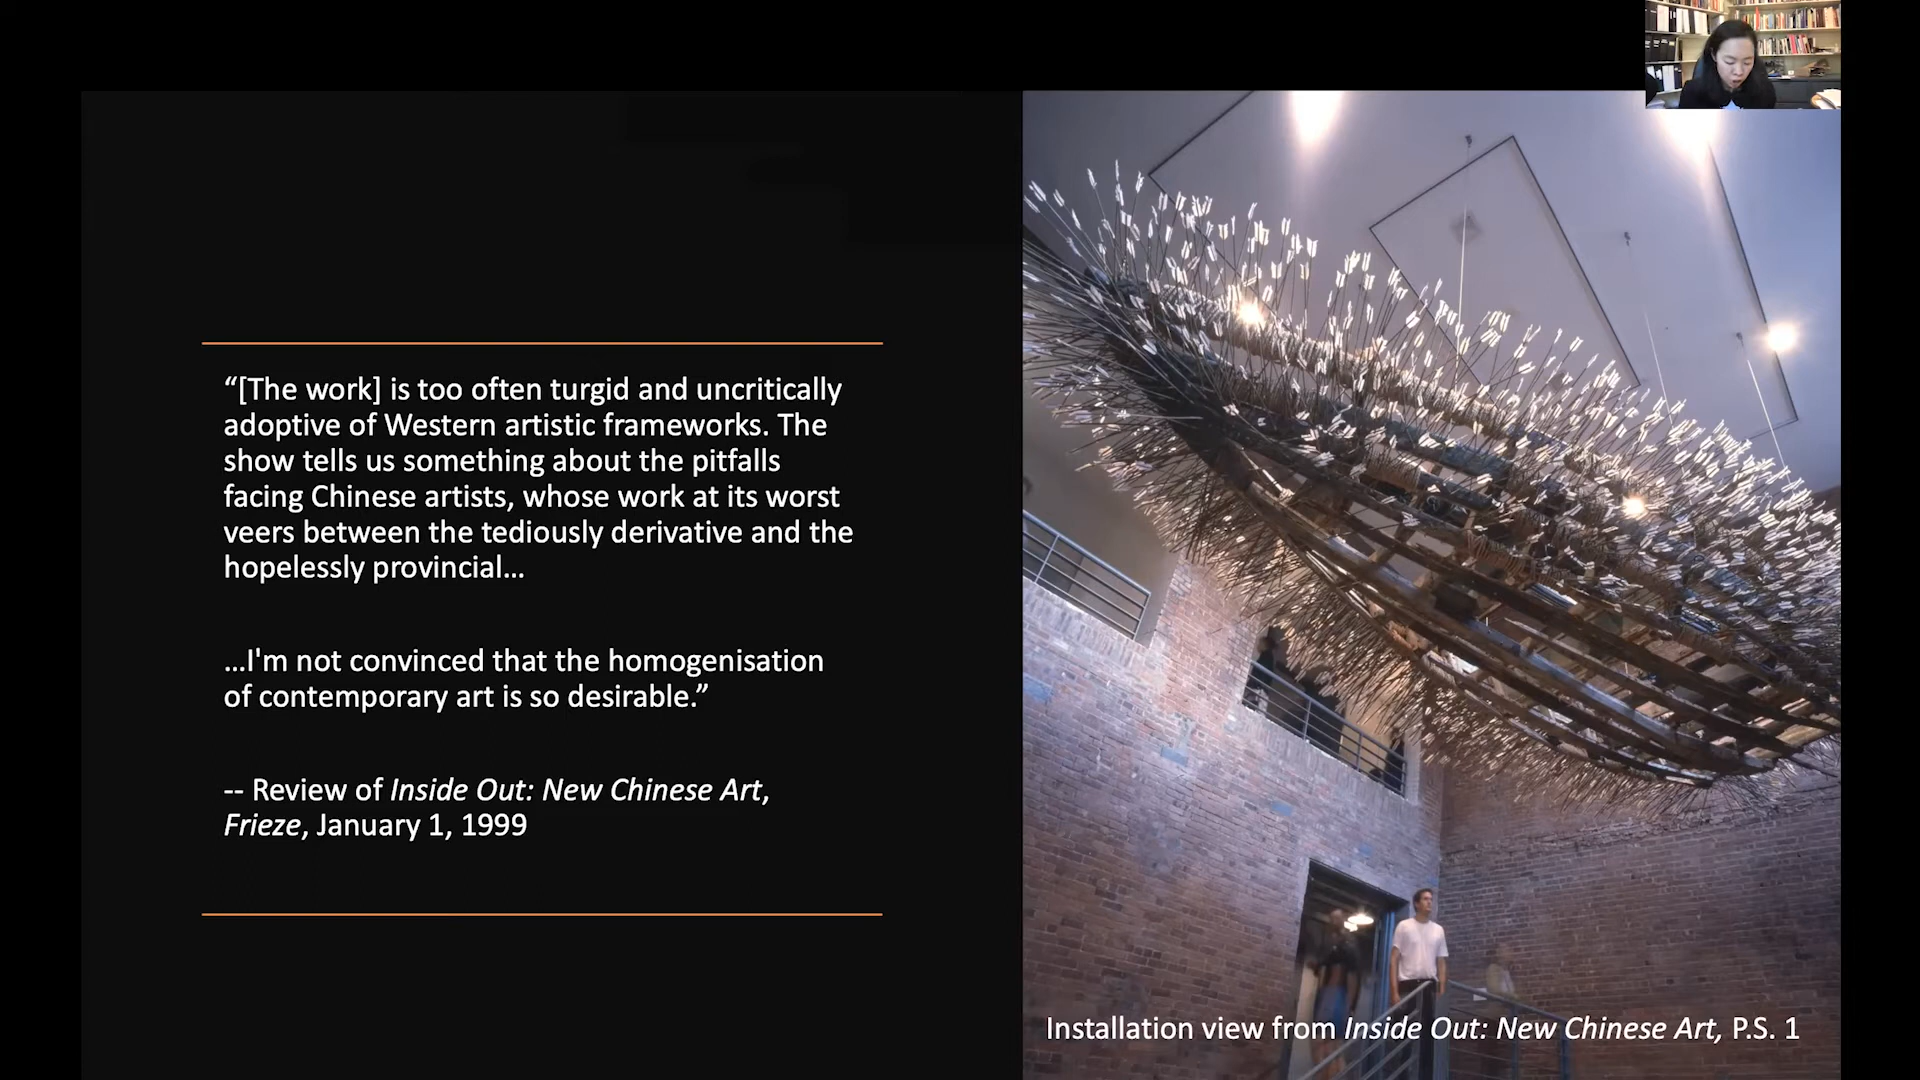 “[The work] is too often turgid and uncritically
adoptive of Western artistic frameworks. The
show tells us something about the pitfalls
facing Chinese artists, whose work at its worst
veers between the tediously derivative and the
hopelessly provincial…
…I'm not convinced that the homogenisation
of contemporary art is so desirable.”
-- Review of Inside Out: New Chinese Art,
Frieze, January 1, 1999
Installation view from Inside Out: New Chinese Art, P.S. 1